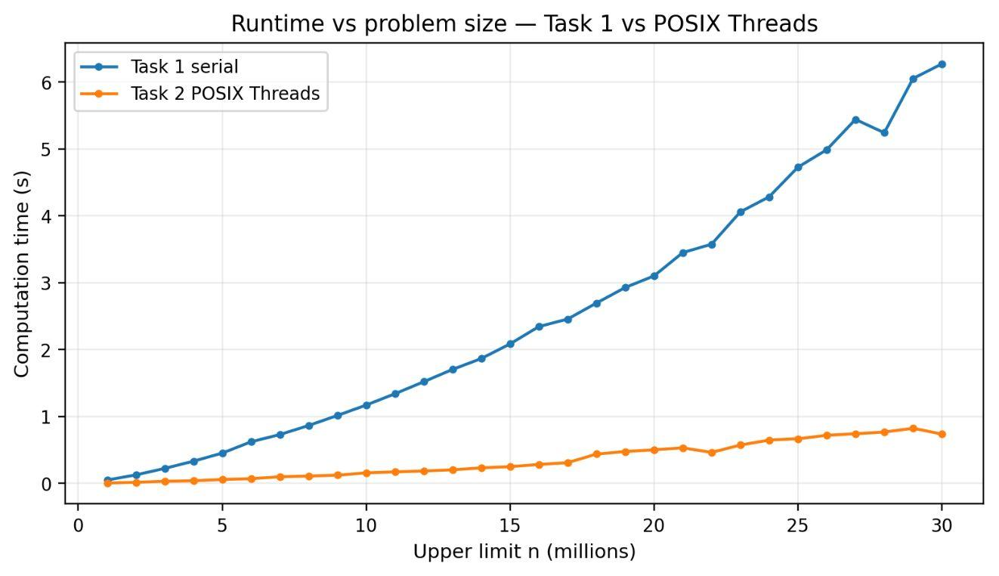 Runtime vs problem size — Task 1 vs POSIX Threads
Task 1 serial
Task 2 POSIX Threads
Computation time (s)
6
5
4
3
2
1
0
0 5 10 15 20 25 30
Upper limit n (millions)